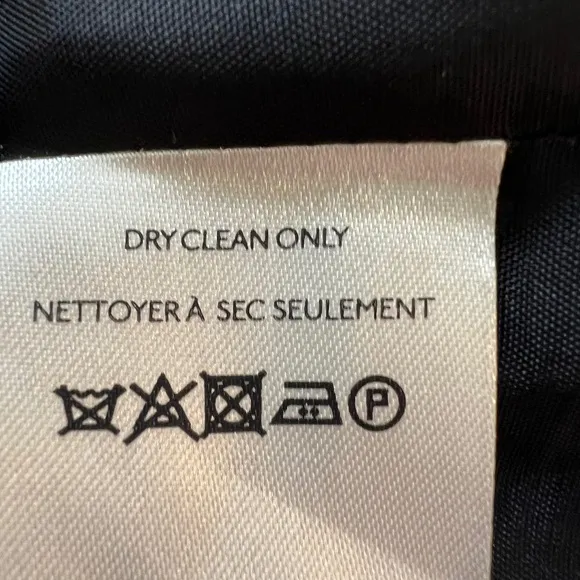 DRY CLEAN ONLY
NETTOYER À SEC SEULEMENT
P